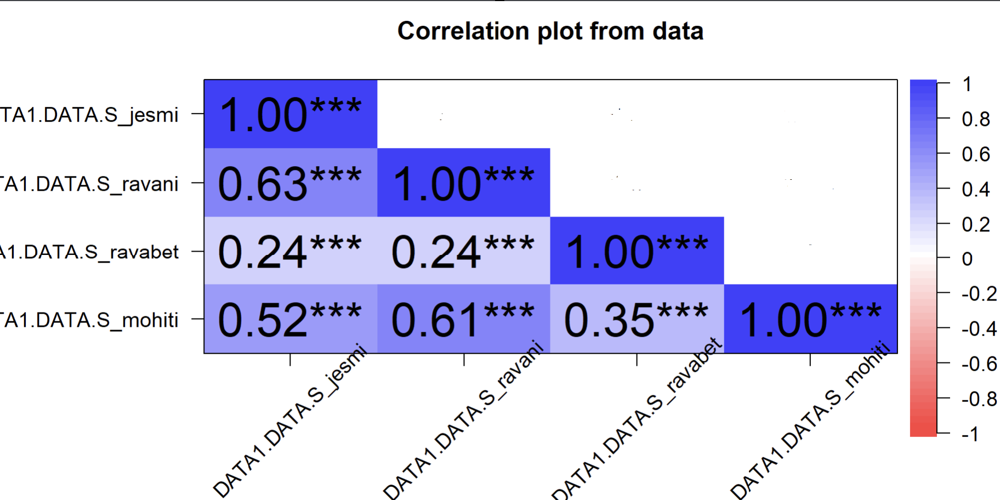 Correlation plot from data
TA1.DATA.S_jesmi 1.00*** 1
0.8
TA1.DATA.S_ravani 0.63*** 1.00*** 0.6
0.4
A1.DATA.S_ravabet 0.24*** 0.24*** 1.00*** 0.2
0
TA1.DATA.S_mohiti 0.52*** 0.61*** 0.35*** 1.00*** -0.2
-0.4
-0.6
-0.8
-1
DATA1.DATA.S_jesmi
DATA1.DATA.S_ravani
DATA1.DATA.S_ravabet
DATA1.DATA.S_mohiti